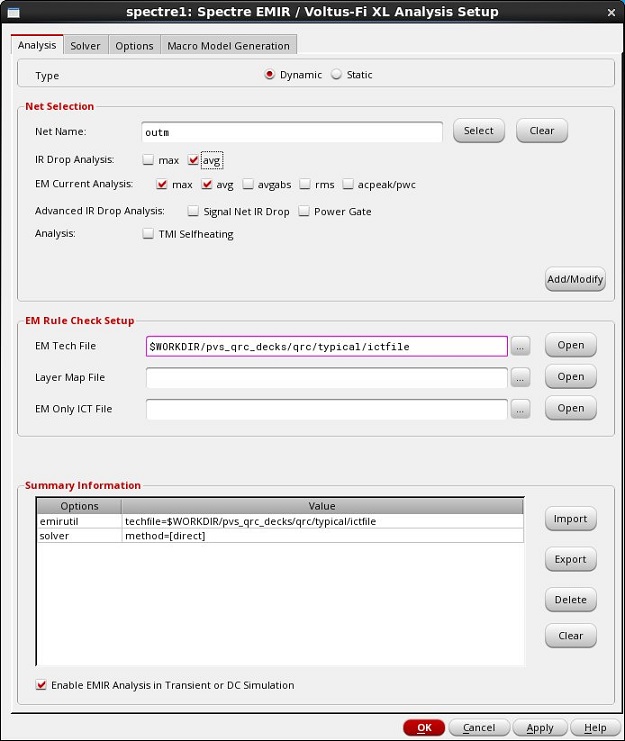 spectre1: Spectre EMIR / Voltus-Fi XL Analysis Setup
Analysis Solver Options Macro Model Generation
Type Dynamic Static
Net Selection
Net Name: outm Select Clear
IR Drop Analysis: max avg
EM Current Analysis: max avg avgabs rms acpeak/pwc
Advanced IR Drop Analysis: Signal Net IR Drop Power Gate
Analysis: TMI Selfheating
Add/Modify
EM Rule Check Setup
EM Tech File $WORKDIR/pvs_qrc_decks/qrc/typical/ictfile ... Open
Layer Map File ... Open
EM Only ICT File ... Open
Summary Information
Options Value
emirutil techfile=$WORKDIR/pvs_qrc_decks/qrc/typical/ictfile
solver method=[direct]
Import
Export
Delete
Clear
Enable EMIR Analysis in Transient or DC Simulation
OK Cancel Apply Help